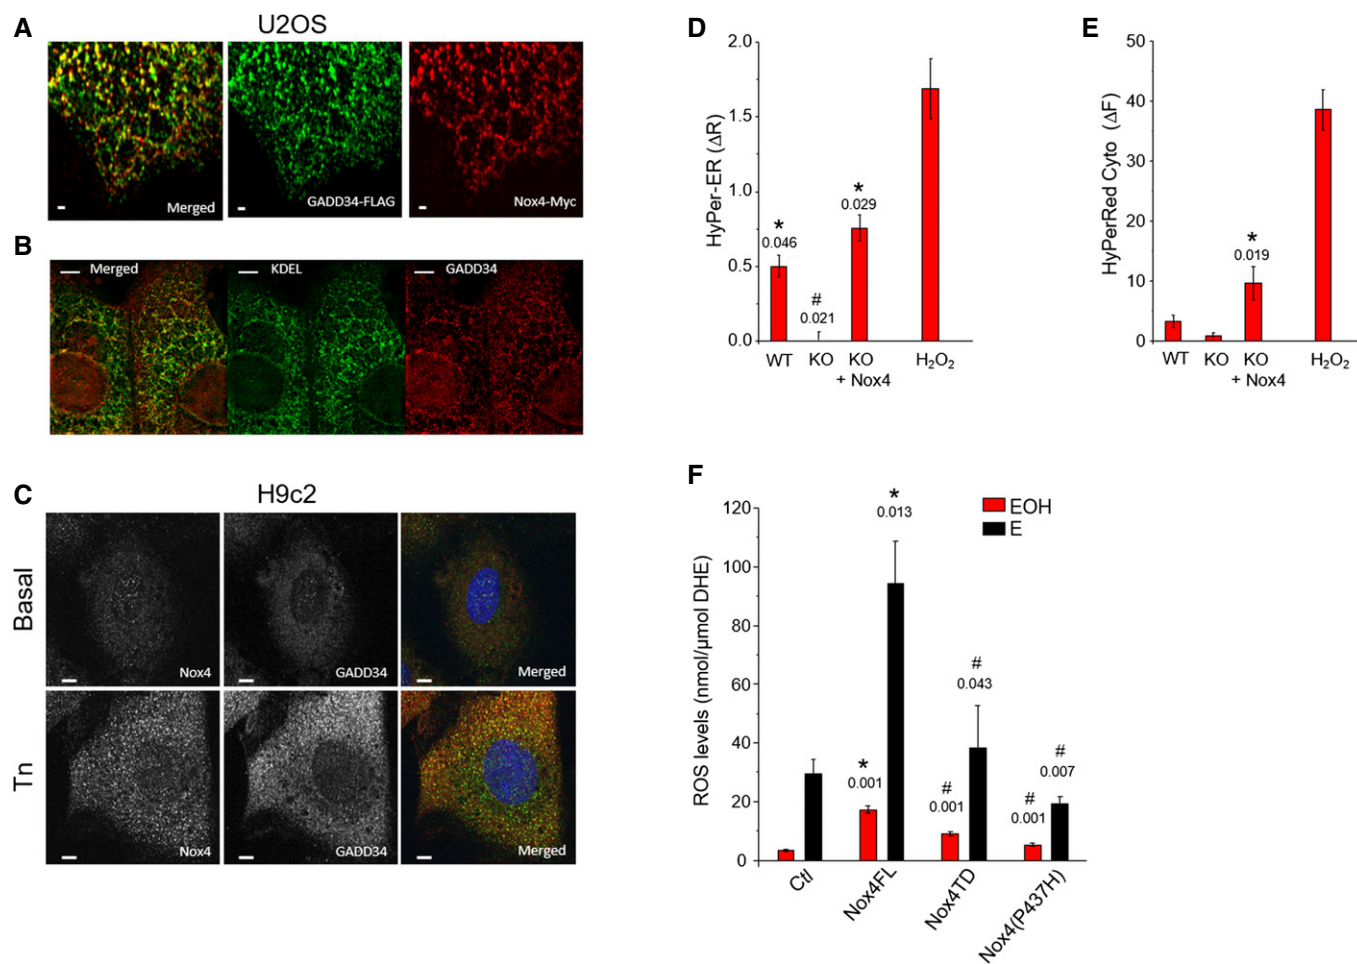 A
U2OS
Merged
GADD34-FLAG
Nox4-Myc
B
Merged
KDEL
GADD34
C
H9c2
Basal
Nox4
GADD34
Merged
Tn
Nox4
GADD34
Merged
D
HyPer-ER (ΔR)
2.0
1.5
1.0
0.5
0.0
*
0.046
#
0.021
*
0.029
WT
KO
KO
+ Nox4
H₂O₂
E
HyPerRed Cyto (ΔF)
50
40
30
20
10
0
*
0.019
WT
KO
KO
+ Nox4
H₂O₂
F
ROS levels (nmol/µmol DHE)
120
100
80
60
40
20
0
EOH
E
*
0.013
*
0.001
#
0.043
#
0.001
#
0.007
#
0.001
Ctl
Nox4FL
Nox4TD
Nox4(P437H)